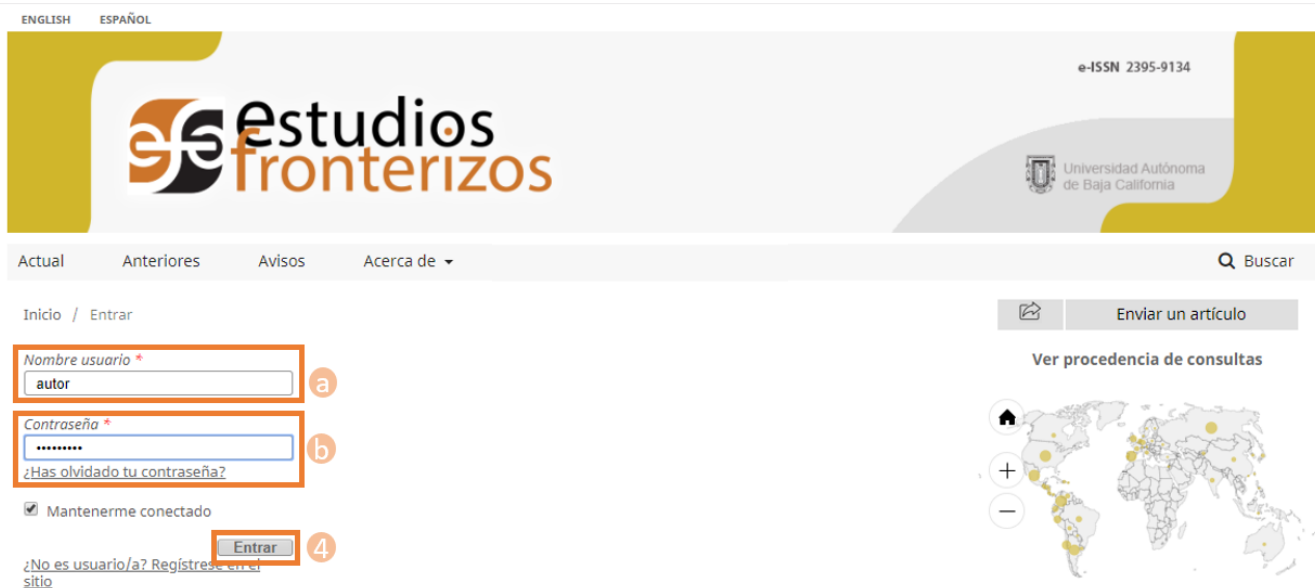 ENGLISH ESPAÑOL
e-ISSN 2395-9134
efe estudios
fronterizos
Universidad Autónoma
de Baja California
Actual Anteriores Avisos Acerca de Buscar
Inicio / Entrar
Enviar un artículo
Nombre usuario *
autor
a
Ver procedencia de consultas
Contraseña *
•••••••••
b
¿Has olvidado tu contraseña?
+
Mantenerme conectado
−
Entrar
4
¿No es usuario/a? Regístrese en el
sitio